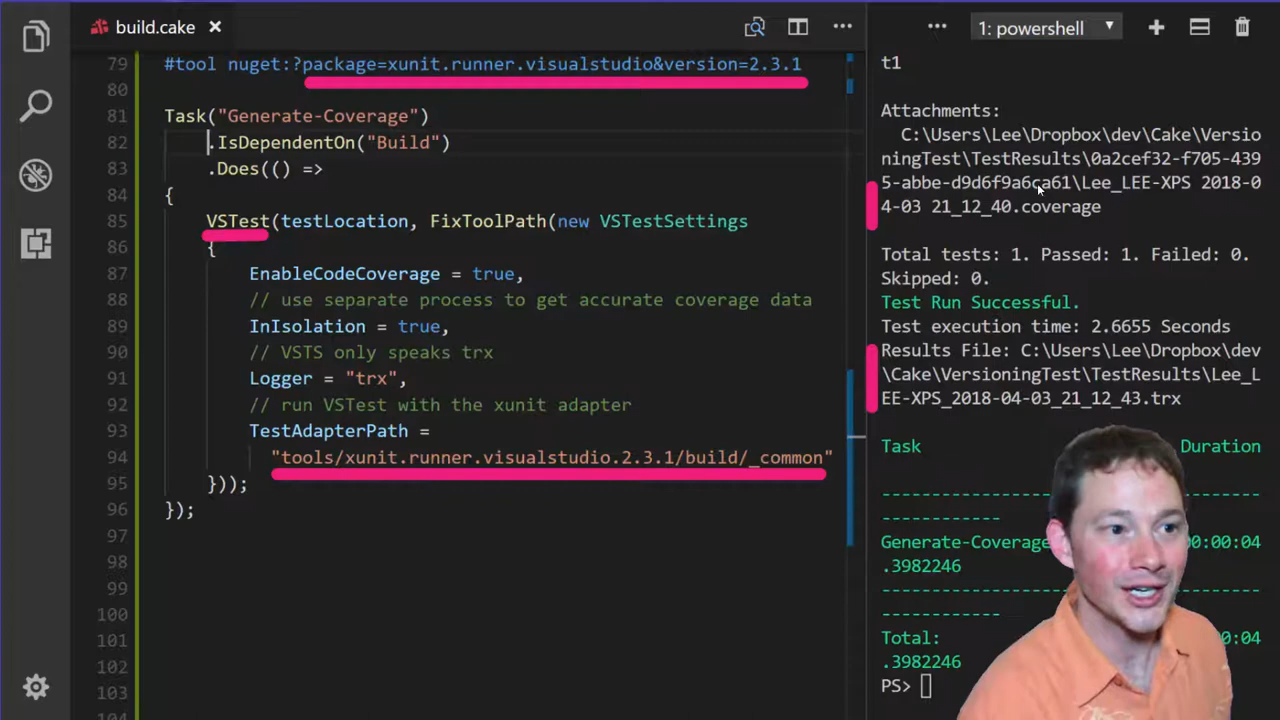 build.cake
1: powershell
79 #tool nuget:?package=xunit.runner.visualstudio&version=2.3.1
80
81 Task("Generate-Coverage")
82 .IsDependentOn("Build")
83 .Does(() =>
84 {
85 VSTest(testLocation, FixToolPath(new VSTestSettings
86 {
87 EnableCodeCoverage = true,
88 // use separate process to get accurate coverage data
89 InIsolation = true,
90 // VSTS only speaks trx
91 Logger = "trx",
92 // run VSTest with the xunit adapter
93 TestAdapterPath =
94 "tools/xunit.runner.visualstudio.2.3.1/build/_common"
95 }));
96 });
97
98
99
100
101
102
103
104
t1
Attachments:
C:\Users\Lee\Dropbox\dev\Cake\Versio
ningTest\TestResults\0a2cef32-f705-439
5-abbe-d9d6f9a6ca61\Lee_LEE-XPS 2018-0
4-03 21_12_40.coverage
Total tests: 1. Passed: 1. Failed: 0.
Skipped: 0.
Test Run Successful.
Test execution time: 2.6655 Seconds
Results File: C:\Users\Lee\Dropbox\dev
\Cake\VersioningTest\TestResults\Lee_L
EE-XPS_2018-04-03_21_12_43.trx
Task Duration
--------------------------------------
------------
Generate-Coverage 00:00:04
.3982246
--------------------------------------
------------
Total: 00:00:04
.3982246
PS>